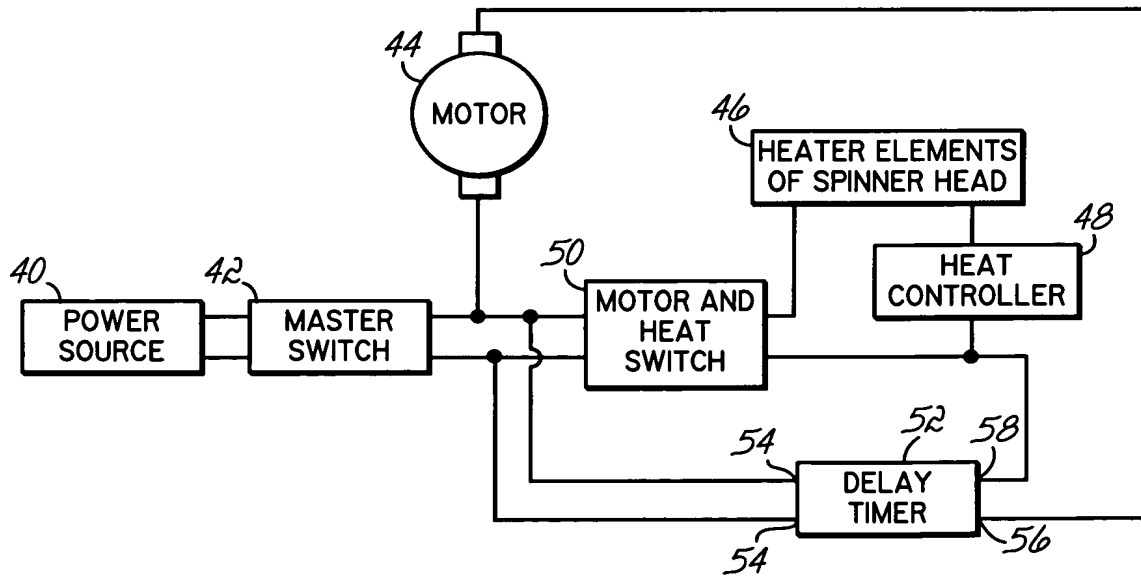 44
MOTOR
46
HEATER ELEMENTS
OF SPINNER HEAD
48
HEAT
CONTROLLER
40
POWER
SOURCE
42
MASTER
SWITCH
50
MOTOR AND
HEAT
SWITCH
54
54
52
DELAY
TIMER
58
56